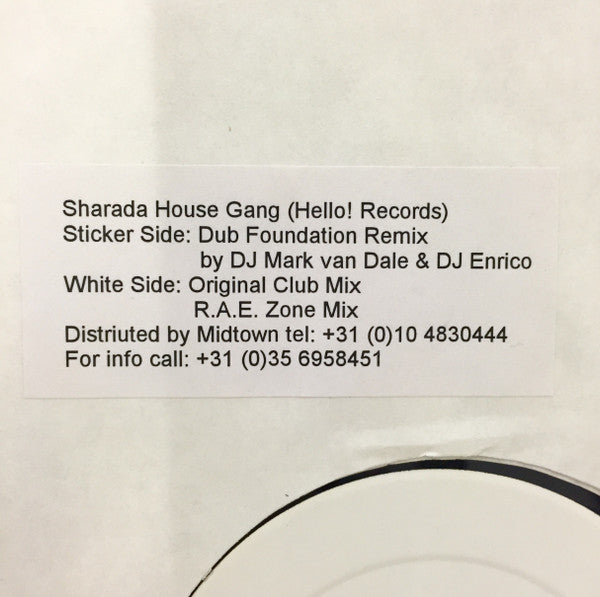 Sharada House Gang (Hello! Records)
Sticker Side: Dub Foundation Remix
by DJ Mark van Dale & DJ Enrico
White Side: Original Club Mix
R.A.E. Zone Mix
Distriuted by Midtown tel: +31 (0)10 4830444
For info call: +31 (0)35 6958451